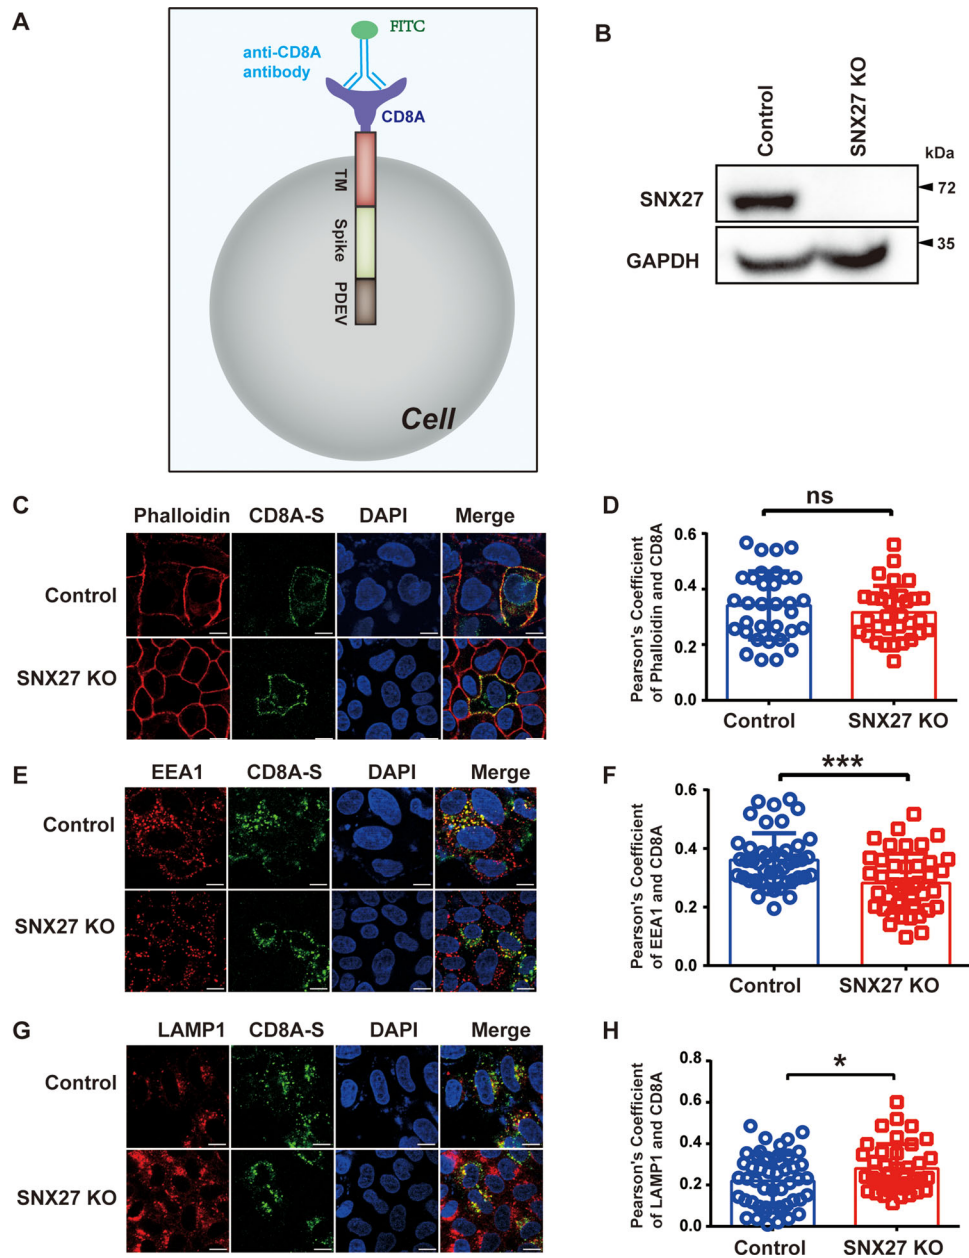 A
FITC
anti-CD8A
antibody
CD8A
TM
Spike
PDEV
Cell
B
Control
SNX27 KO
kDa
SNX27
72
GAPDH
35
C
Phalloidin
CD8A-S
DAPI
Merge
Control
SNX27 KO
D
ns
Pearson's Coefficient
of Phalloidin and CD8A
0.6
0.4
0.2
0.0
Control
SNX27 KO
E
EEA1
CD8A-S
DAPI
Merge
Control
SNX27 KO
F
***
Pearson's Coefficient
of EEA1 and CD8A
0.6
0.4
0.2
0.0
Control
SNX27 KO
G
LAMP1
CD8A-S
DAPI
Merge
Control
SNX27 KO
H
*
Pearson's Coefficient
of LAMP1 and CD8A
0.8
0.6
0.4
0.2
0.0
Control
SNX27 KO